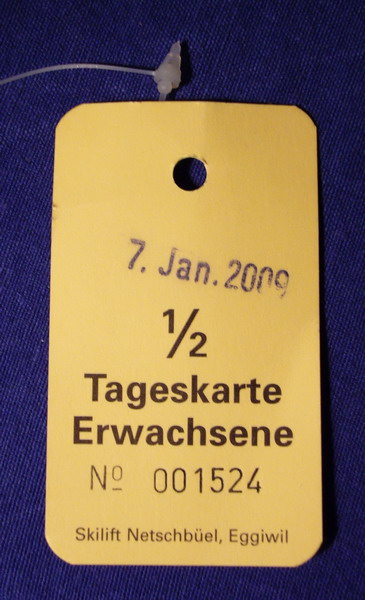 7. Jan. 2009
½
Tageskarte
Erwachsene
Nº 001524
Skilift Netschbüel, Eggiwil